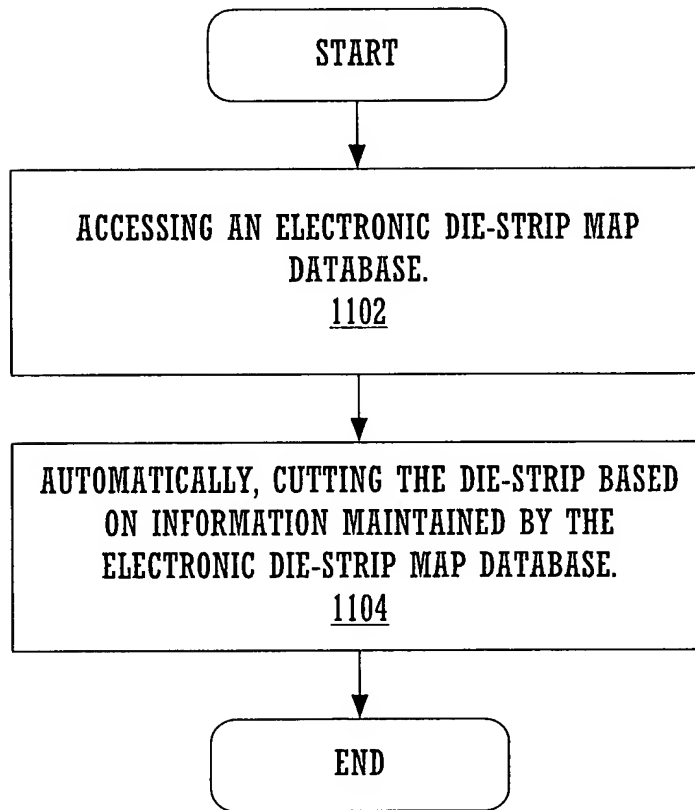 START
ACCESSING AN ELECTRONIC DIE-STRIP MAP
DATABASE.
1102
AUTOMATICALLY, CUTTING THE DIE-STRIP BASED
ON INFORMATION MAINTAINED BY THE
ELECTRONIC DIE-STRIP MAP DATABASE.
1104
END